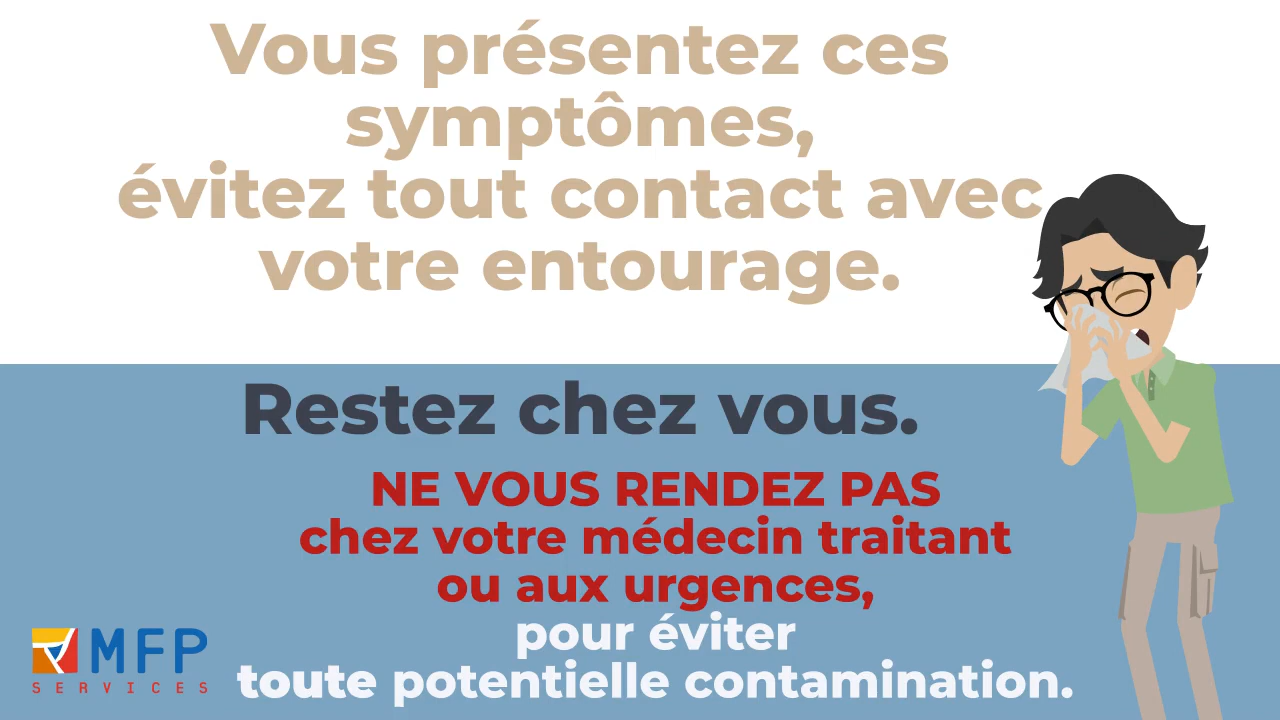 Vous présentez ces
symptômes,
évitez tout contact avec
votre entourage.
Restez chez vous.
NE VOUS RENDEZ PAS
chez votre médecin traitant
ou aux urgences,
pour éviter
toute potentielle contamination.
MFP
SERVICES